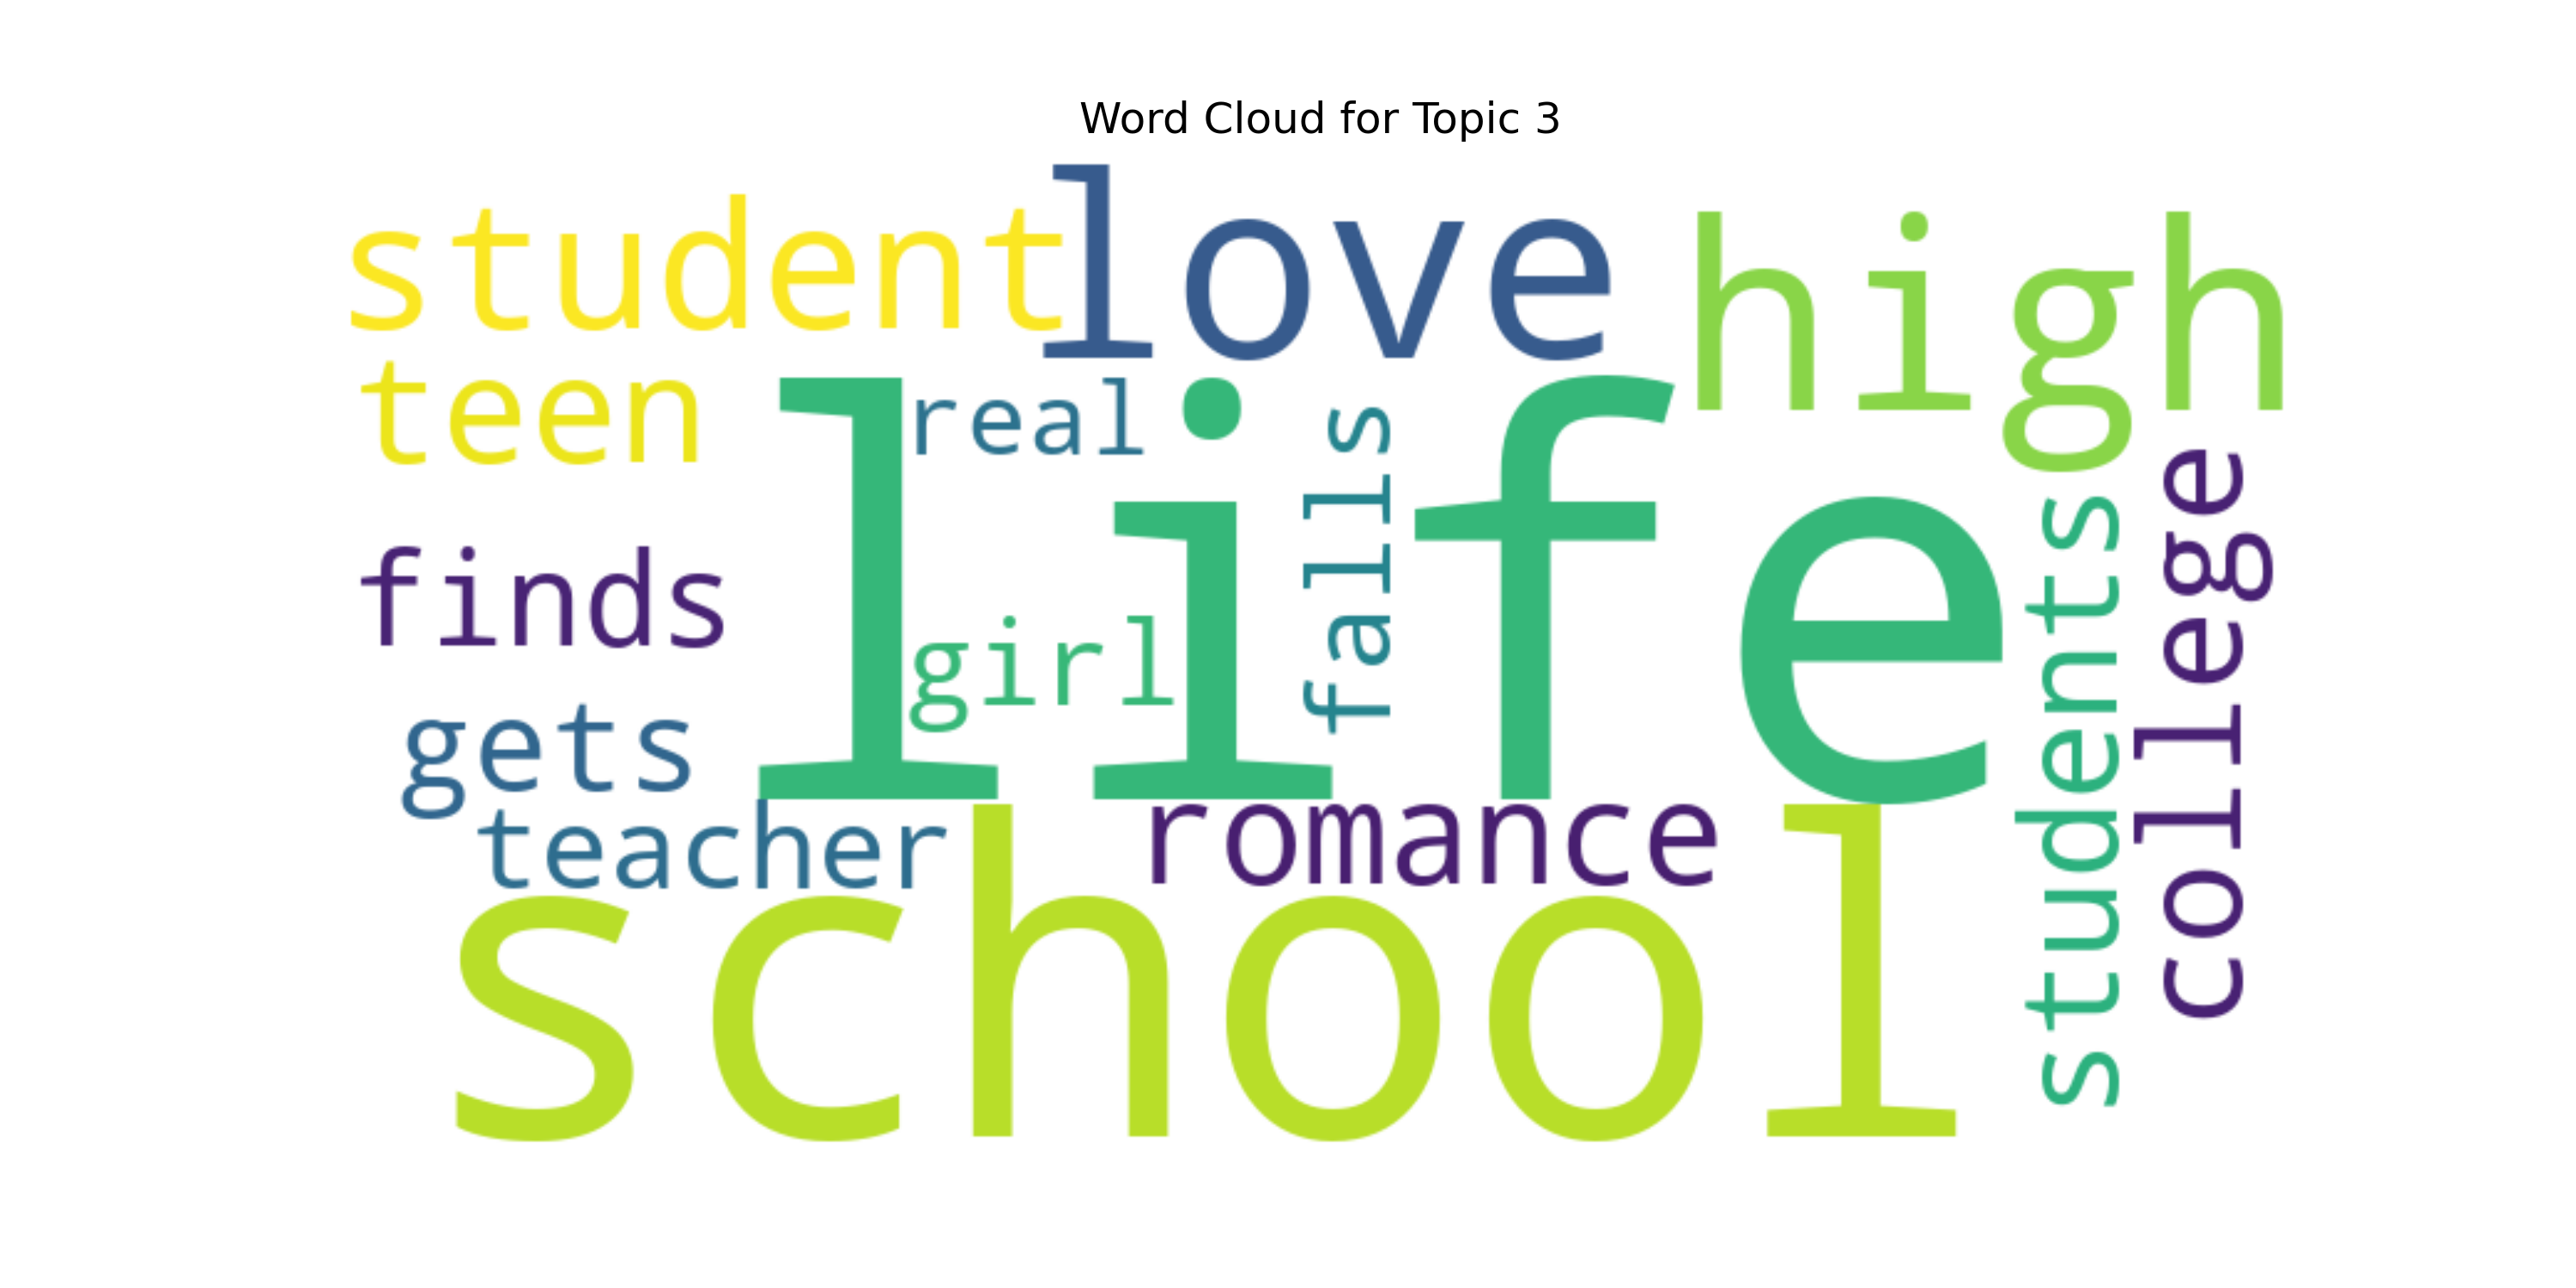 Word Cloud for Topic 3
student
love
high
teen
real
life
falls
finds
girl
students
college
gets
teacher
romance
school